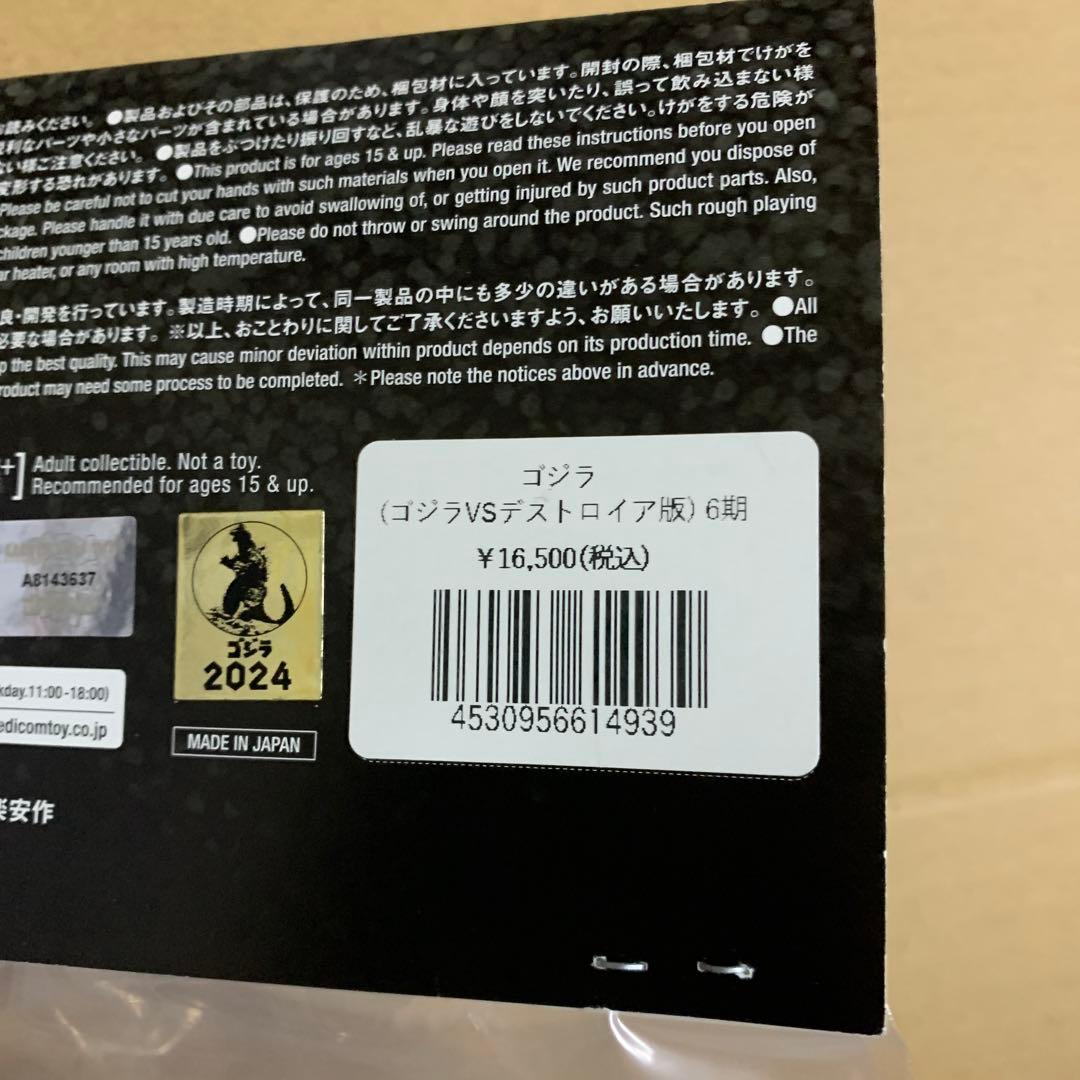 お読みください。 ●製品およびその部品は、保護のため、梱包材に入っています。開封の際、梱包材でけがを
鋭利なパーツや小さなパーツが含まれている場合があります。身体や顔を突いたり、誤って飲み込まない様
ない様ご注意ください。 ●製品をぶつけたり振り回すなど、乱暴な遊びをしないでください。けがをする危険が
変形する恐れがあります。 ●This product is for ages 15 & up. Please read these instructions before you open
Please be careful not to cut your hands with such materials when you open it. We recommend you dispose of
ckage. Please handle it with due care to avoid swallowing of, or getting injured by such product parts. Also,
children younger than 15 years old. ●Please do not throw or swing around the product. Such rough playing
ar heater, or any room with high temperature.
良・開発を行っています。製造時期によって、同一製品の中にも多少の違いがある場合があります。
必要な場合があります。 ※以上、おことわりに関してご了承くださいますよう、お願いいたします。 ●All
p the best quality. This may cause minor deviation within product depends on its production time. ●The
roduct may need some process to be completed. ＊Please note the notices above in advance.
+] Adult collectible. Not a toy.
Recommended for ages 15 & up.
A8143637
ゴジラ
2024
kday.11:00-18:00)
edicomtoy.co.jp
MADE IN JAPAN
安作
ゴジラ
(ゴジラVSデストロイア版) 6期
￥16,500(税込)
4530956614939